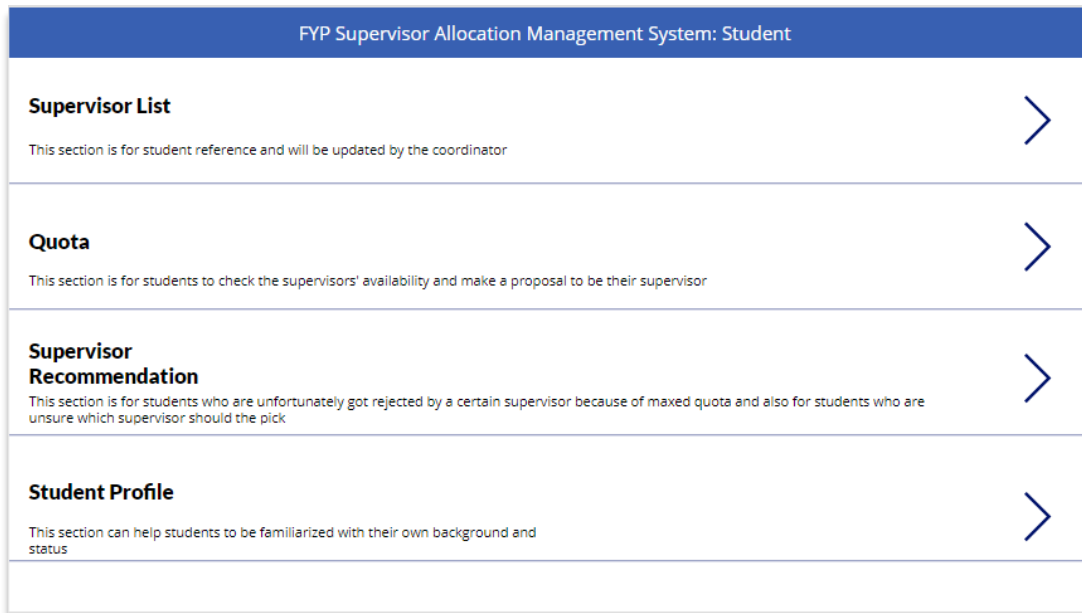 FYP Supervisor Allocation Management System: Student
Supervisor List
This section is for student reference and will be updated by the coordinator
Quota
This section is for students to check the supervisors' availability and make a proposal to be their supervisor
Supervisor
Recommendation
This section is for students who are unfortunately got rejected by a certain supervisor because of maxed quota and also for students who are
unsure which supervisor should the pick
Student Profile
This section can help students to be familiarized with their own background and
status